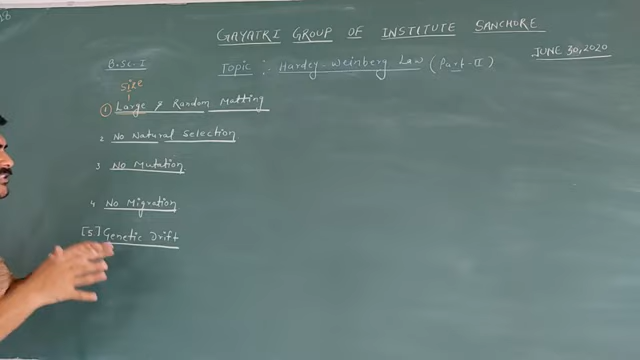 GAYATRI GROUP OF INSTITUTE SANCHORE
JUNE 30, 2020
B.SC. I
Topic :- Hardey-Weinberg Law (Part-II)
size
① Large & Random Matting
2 No Natural Selection
3 No Mutation
4 No Migration
[5] Genetic Drift